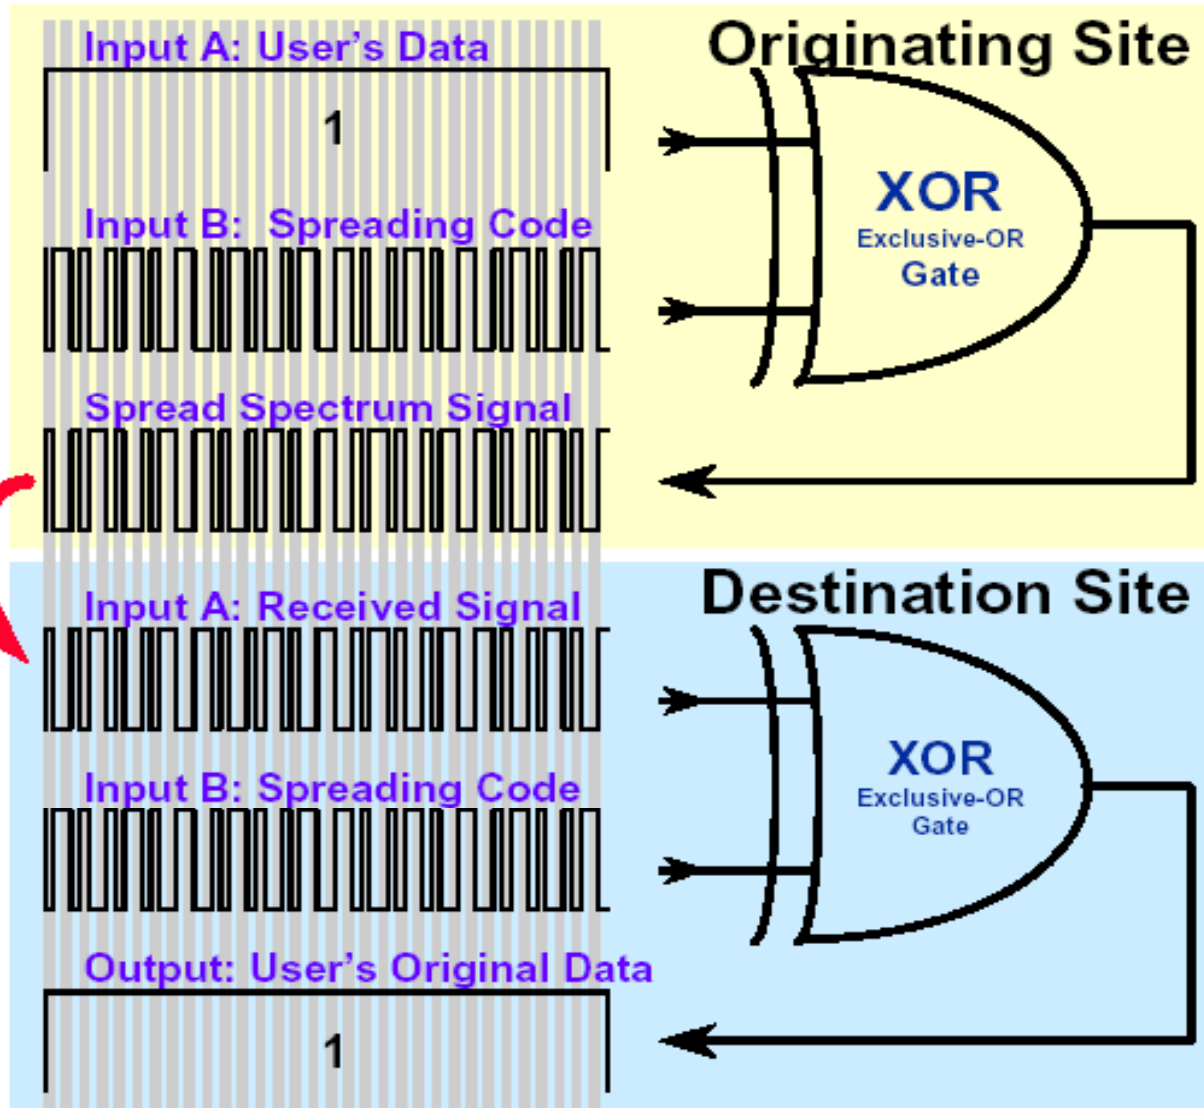 Originating Site
Input A: User's Data
1
XOR
Exclusive-OR
Gate
Input B:  Spreading Code
Spread Spectrum Signal
Destination Site
Input A: Received Signal
XOR
Exclusive-OR
Gate
Input B: Spreading Code
Output: User's Original Data
1